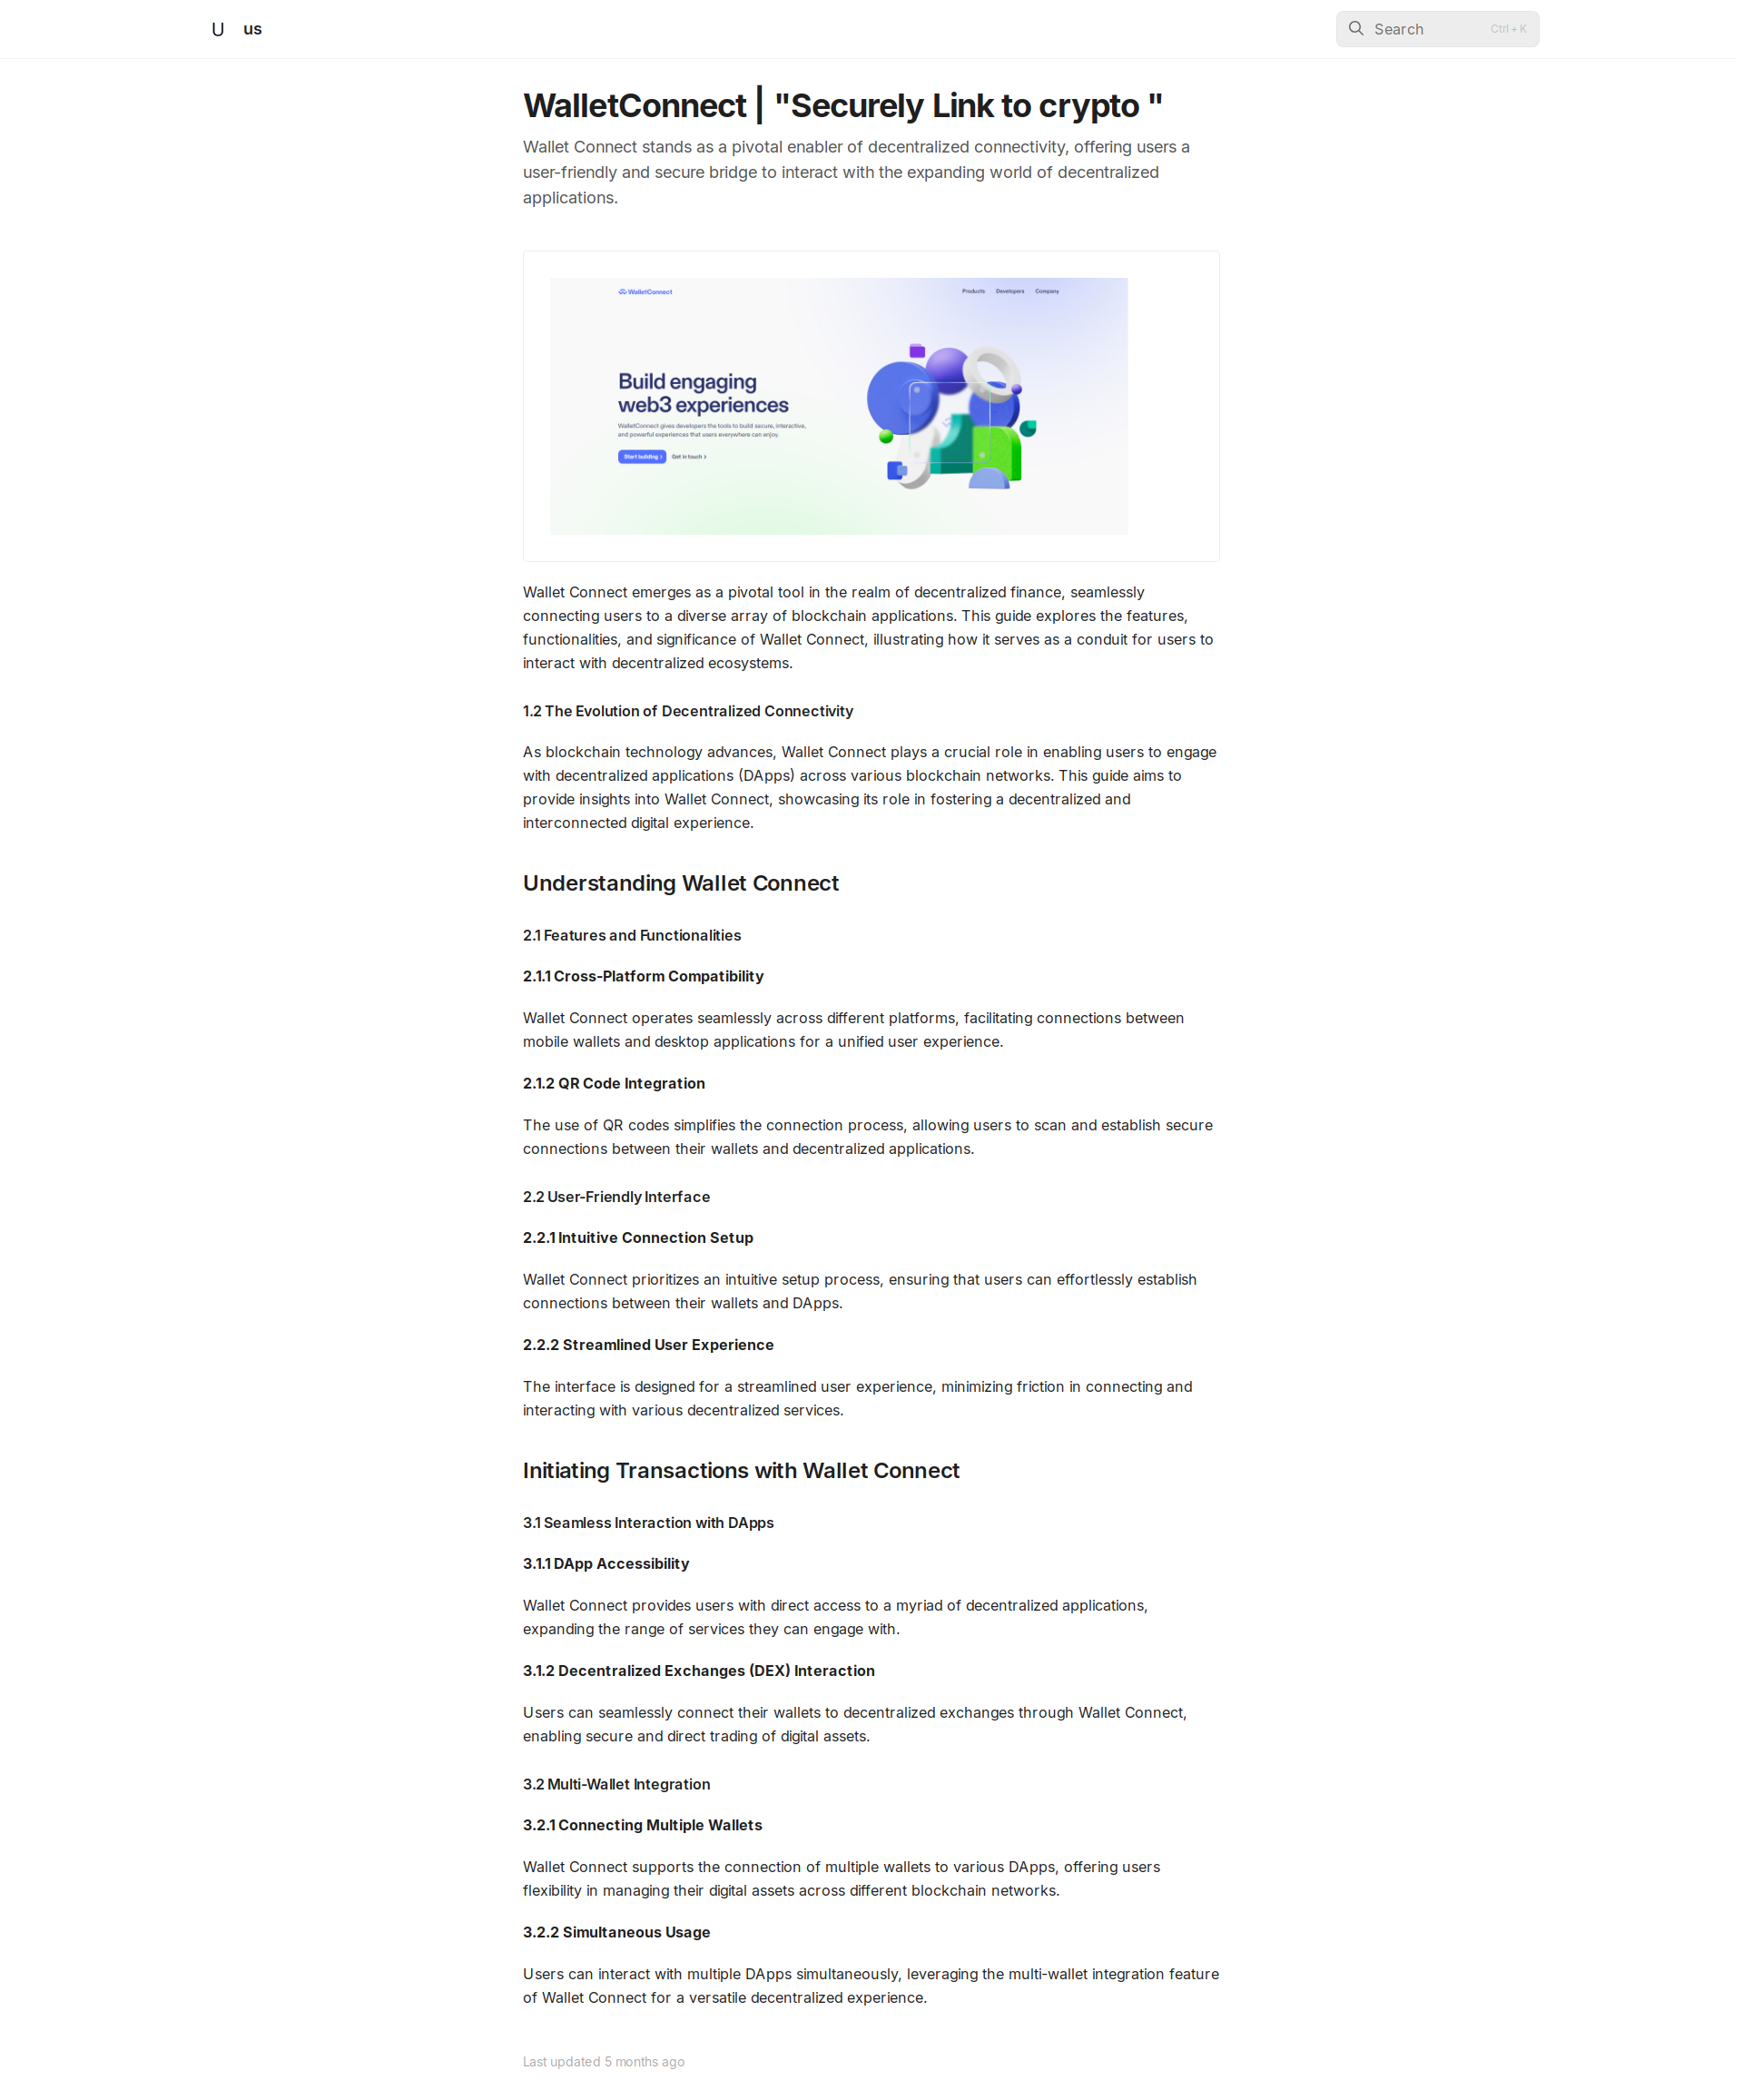 U us
Search Ctrl + K
WalletConnect | "Securely Link to crypto "
Wallet Connect stands as a pivotal enabler of decentralized connectivity, offering users a
user-friendly and secure bridge to interact with the expanding world of decentralized
applications.
WalletConnect
Products Developers Company
Build engaging
web3 experiences
WalletConnect gives developers the tools to build secure, interactive,
and powerful experiences that users everywhere can enjoy.
Start building › Get in touch ›
Wallet Connect emerges as a pivotal tool in the realm of decentralized finance, seamlessly
connecting users to a diverse array of blockchain applications. This guide explores the features,
functionalities, and significance of Wallet Connect, illustrating how it serves as a conduit for users to
interact with decentralized ecosystems.
1.2 The Evolution of Decentralized Connectivity
As blockchain technology advances, Wallet Connect plays a crucial role in enabling users to engage
with decentralized applications (DApps) across various blockchain networks. This guide aims to
provide insights into Wallet Connect, showcasing its role in fostering a decentralized and
interconnected digital experience.
Understanding Wallet Connect
2.1 Features and Functionalities
2.1.1 Cross-Platform Compatibility
Wallet Connect operates seamlessly across different platforms, facilitating connections between
mobile wallets and desktop applications for a unified user experience.
2.1.2 QR Code Integration
The use of QR codes simplifies the connection process, allowing users to scan and establish secure
connections between their wallets and decentralized applications.
2.2 User-Friendly Interface
2.2.1 Intuitive Connection Setup
Wallet Connect prioritizes an intuitive setup process, ensuring that users can effortlessly establish
connections between their wallets and DApps.
2.2.2 Streamlined User Experience
The interface is designed for a streamlined user experience, minimizing friction in connecting and
interacting with various decentralized services.
Initiating Transactions with Wallet Connect
3.1 Seamless Interaction with DApps
3.1.1 DApp Accessibility
Wallet Connect provides users with direct access to a myriad of decentralized applications,
expanding the range of services they can engage with.
3.1.2 Decentralized Exchanges (DEX) Interaction
Users can seamlessly connect their wallets to decentralized exchanges through Wallet Connect,
enabling secure and direct trading of digital assets.
3.2 Multi-Wallet Integration
3.2.1 Connecting Multiple Wallets
Wallet Connect supports the connection of multiple wallets to various DApps, offering users
flexibility in managing their digital assets across different blockchain networks.
3.2.2 Simultaneous Usage
Users can interact with multiple DApps simultaneously, leveraging the multi-wallet integration feature
of Wallet Connect for a versatile decentralized experience.
Last updated 5 months ago